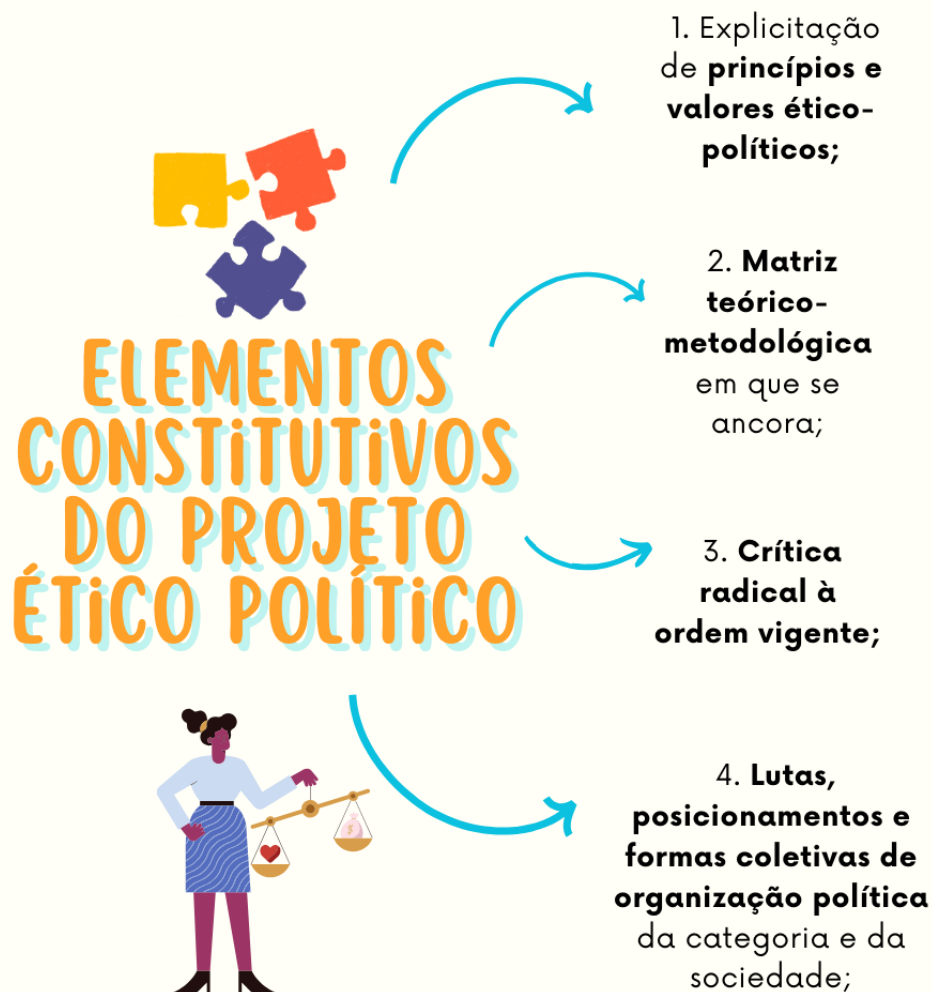 ELEMENTOS
CONSTiTUTiVOS
DO PROJETO
ÉTiCO POLÍTiCO
1. Explicitação
de princípios e
valores ético-
políticos;
2. Matriz
teórico-
metodológica
em que se
ancora;
3. Crítica
radical à
ordem vigente;
4. Lutas,
posicionamentos e
formas coletivas de
organização política
da categoria e da
sociedade;
$